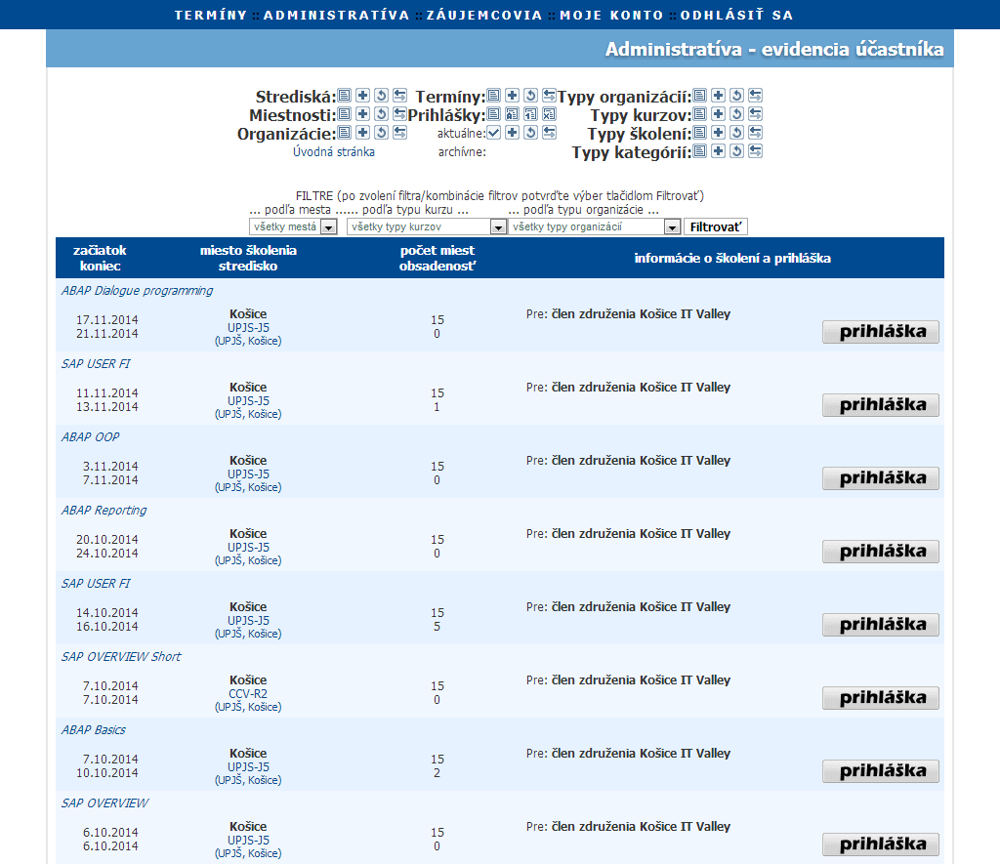 TERMÍNY :: ADMINISTRATÍVA :: ZÁUJEMCOVIA :: MOJE KONTO :: ODHLÁSIŤ SA
Administratíva - evidencia účastníka
Strediská: Termíny: Typy organizácií:
Miestnosti: Prihlášky: Typy kurzov:
Organizácie: aktuálne: Typy školení:
Úvodná stránka archívne: Typy kategórií:
FILTRE (po zvolení filtra/kombinácie filtrov potvrďte výber tlačidlom Filtrovať)
... podľa mesta ...... podľa typu kurzu ... ... podľa typu organizácie ...
všetky mestá všetky typy kurzov všetky typy organizácií Filtrovať
začiatok miesto školenia počet miest informácie o školení a prihláška
koniec stredisko obsadenosť
ABAP Dialogue programming
Košice Pre: člen združenia Košice IT Valley
17.11.2014 UPJS-J5 15
21.11.2014 (UPJŠ, Košice) 0 prihláška
SAP USER FI
Košice Pre: člen združenia Košice IT Valley
11.11.2014 UPJS-J5 15
13.11.2014 (UPJŠ, Košice) 1 prihláška
ABAP OOP
Košice Pre: člen združenia Košice IT Valley
3.11.2014 UPJS-J5 15
7.11.2014 (UPJŠ, Košice) 0 prihláška
ABAP Reporting
Košice Pre: člen združenia Košice IT Valley
20.10.2014 UPJS-J5 15
24.10.2014 (UPJŠ, Košice) 0 prihláška
SAP USER FI
Košice Pre: člen združenia Košice IT Valley
14.10.2014 UPJS-J5 15
16.10.2014 (UPJŠ, Košice) 5 prihláška
SAP OVERVIEW Short
Košice Pre: člen združenia Košice IT Valley
7.10.2014 CCV-R2 15
7.10.2014 (UPJŠ, Košice) 0 prihláška
ABAP Basics
Košice Pre: člen združenia Košice IT Valley
7.10.2014 UPJS-J5 15
10.10.2014 (UPJŠ, Košice) 2 prihláška
SAP OVERVIEW
Košice Pre: člen združenia Košice IT Valley
6.10.2014 UPJS-J5 15
6.10.2014 (UPJŠ, Košice) 0 prihláška